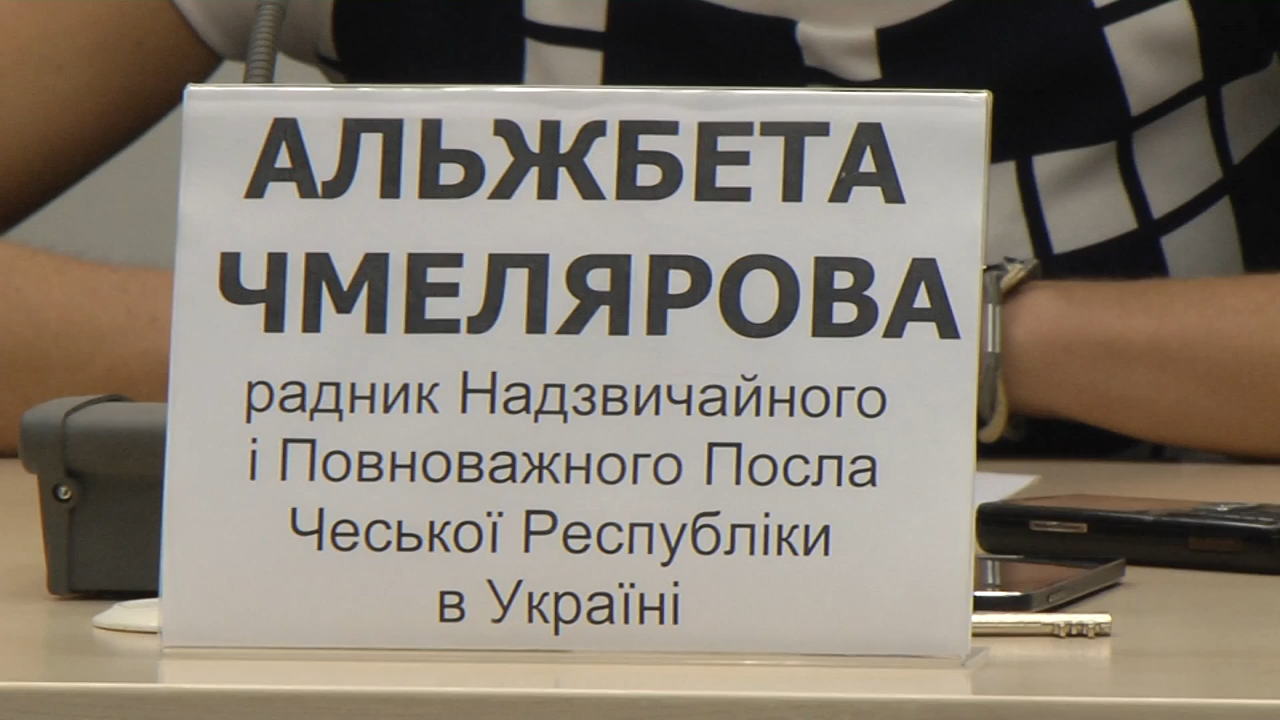 АЛЬЖБЕТА
ЧМЕЛЯРОВА
радник Надзвичайного
і Повноважного Посла
Чеської Республіки
в Україні